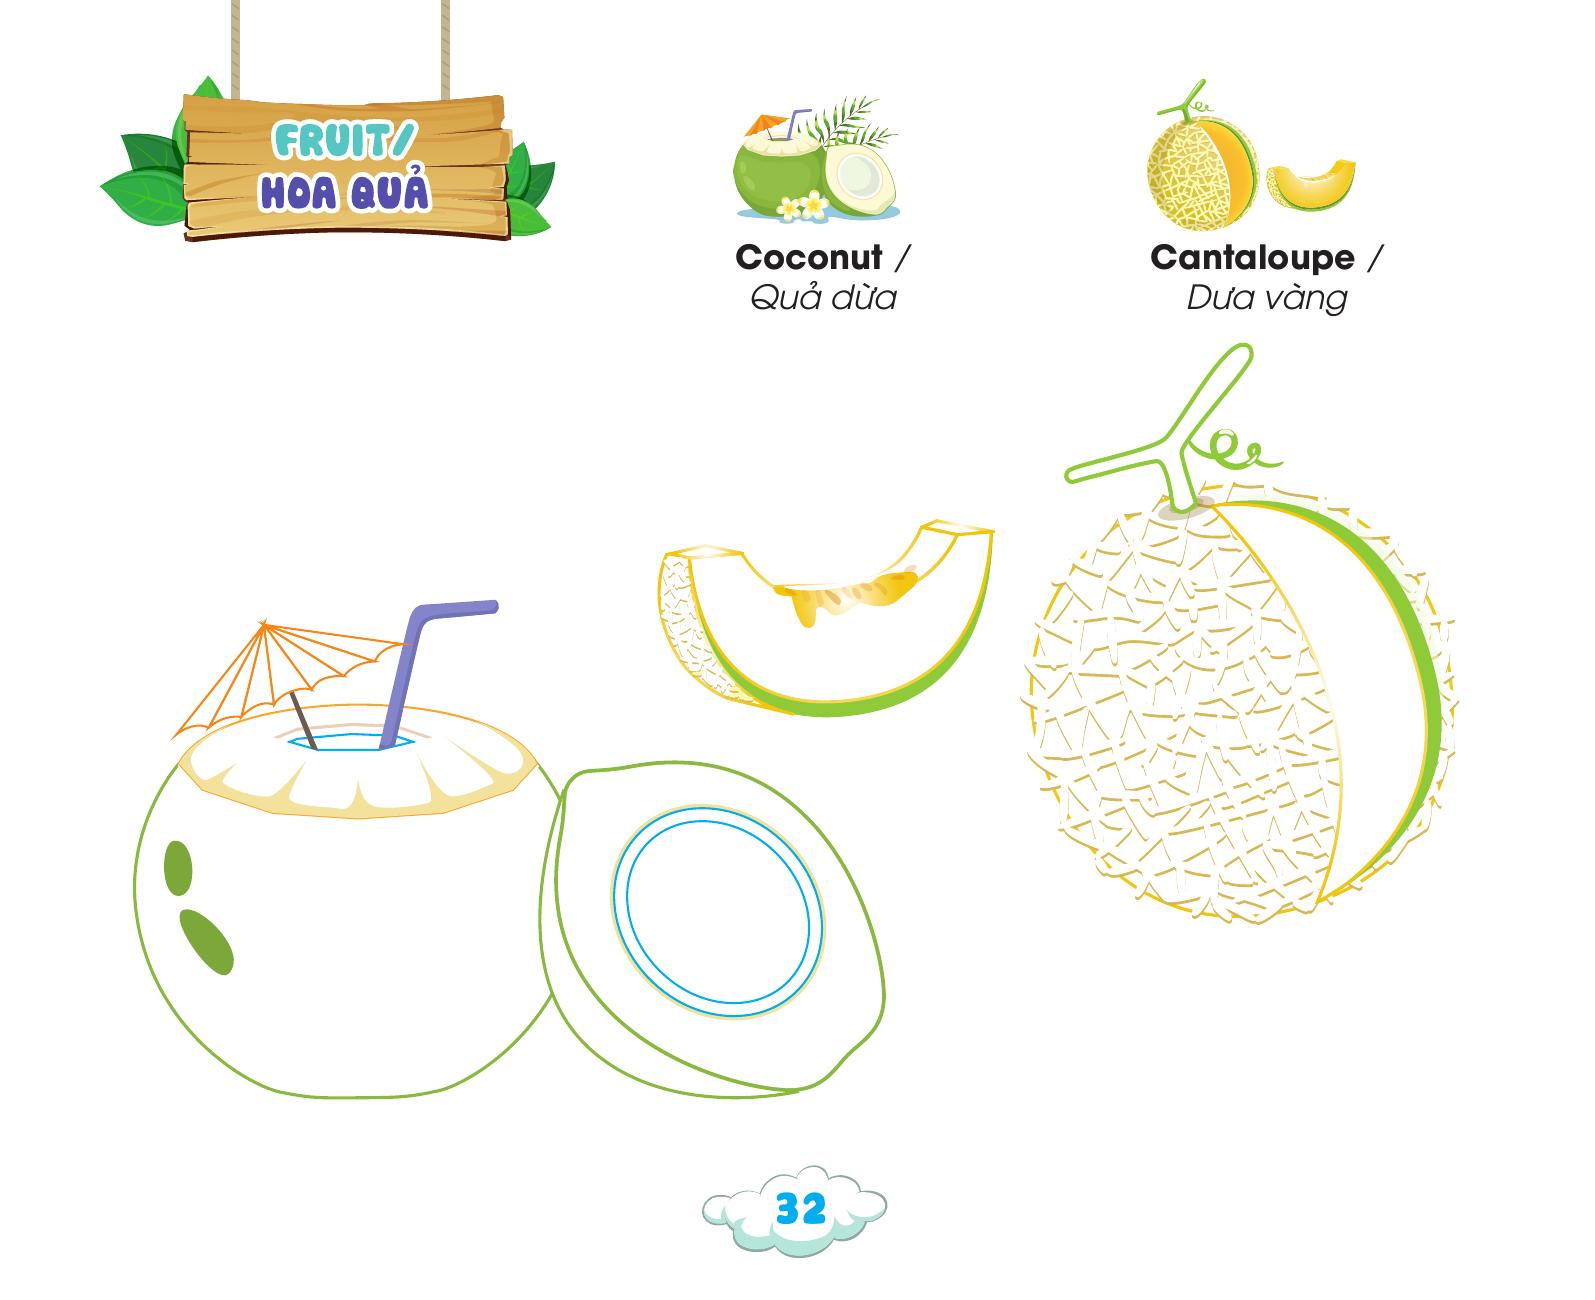 FRUIT/
HOA QUẢ
Coconut /
Quả dừa
Cantaloupe /
Dưa vàng
32